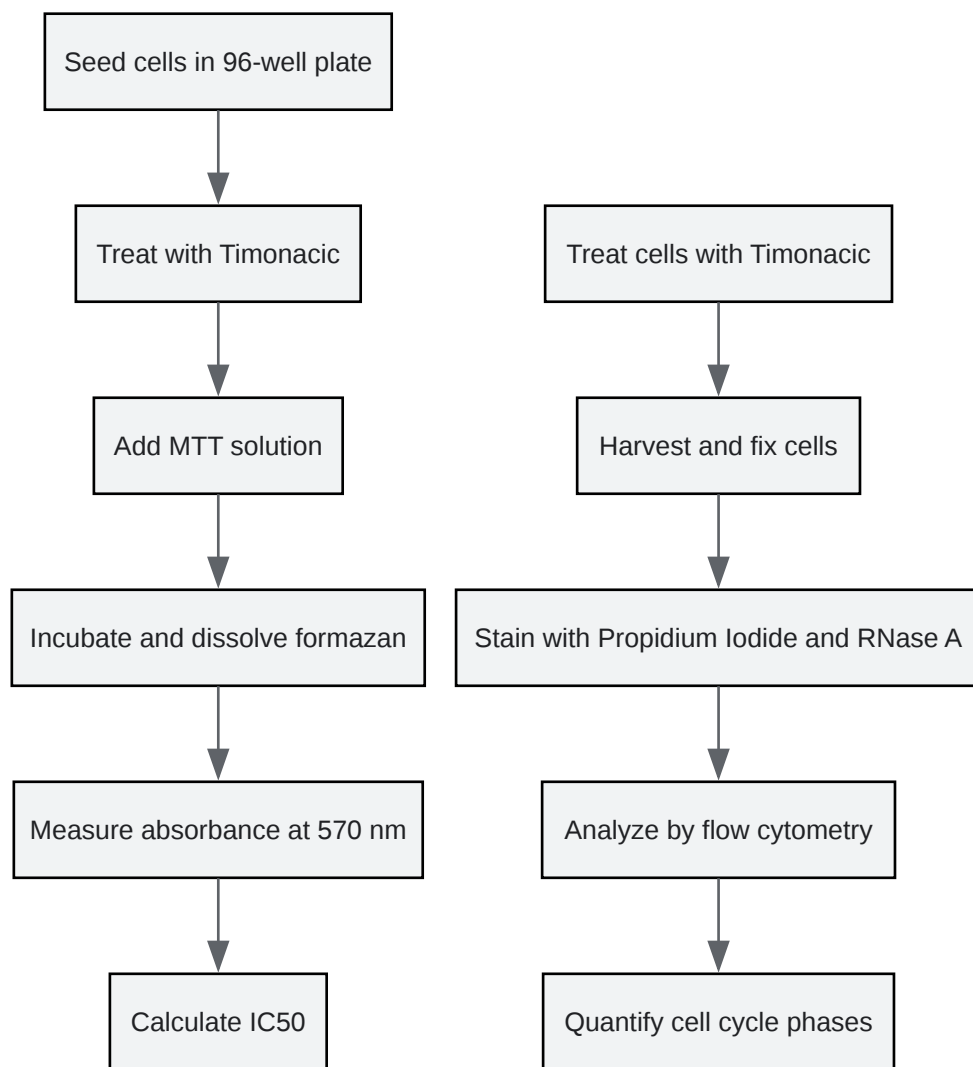 Seed cells in 96-well plate
Treat with Timonacic
Add MTT solution
Incubate and dissolve formazan
Measure absorbance at 570 nm
Calculate IC50
Treat cells with Timonacic
Harvest and fix cells
Stain with Propidium Iodide and RNase A
Analyze by flow cytometry
Quantify cell cycle phases